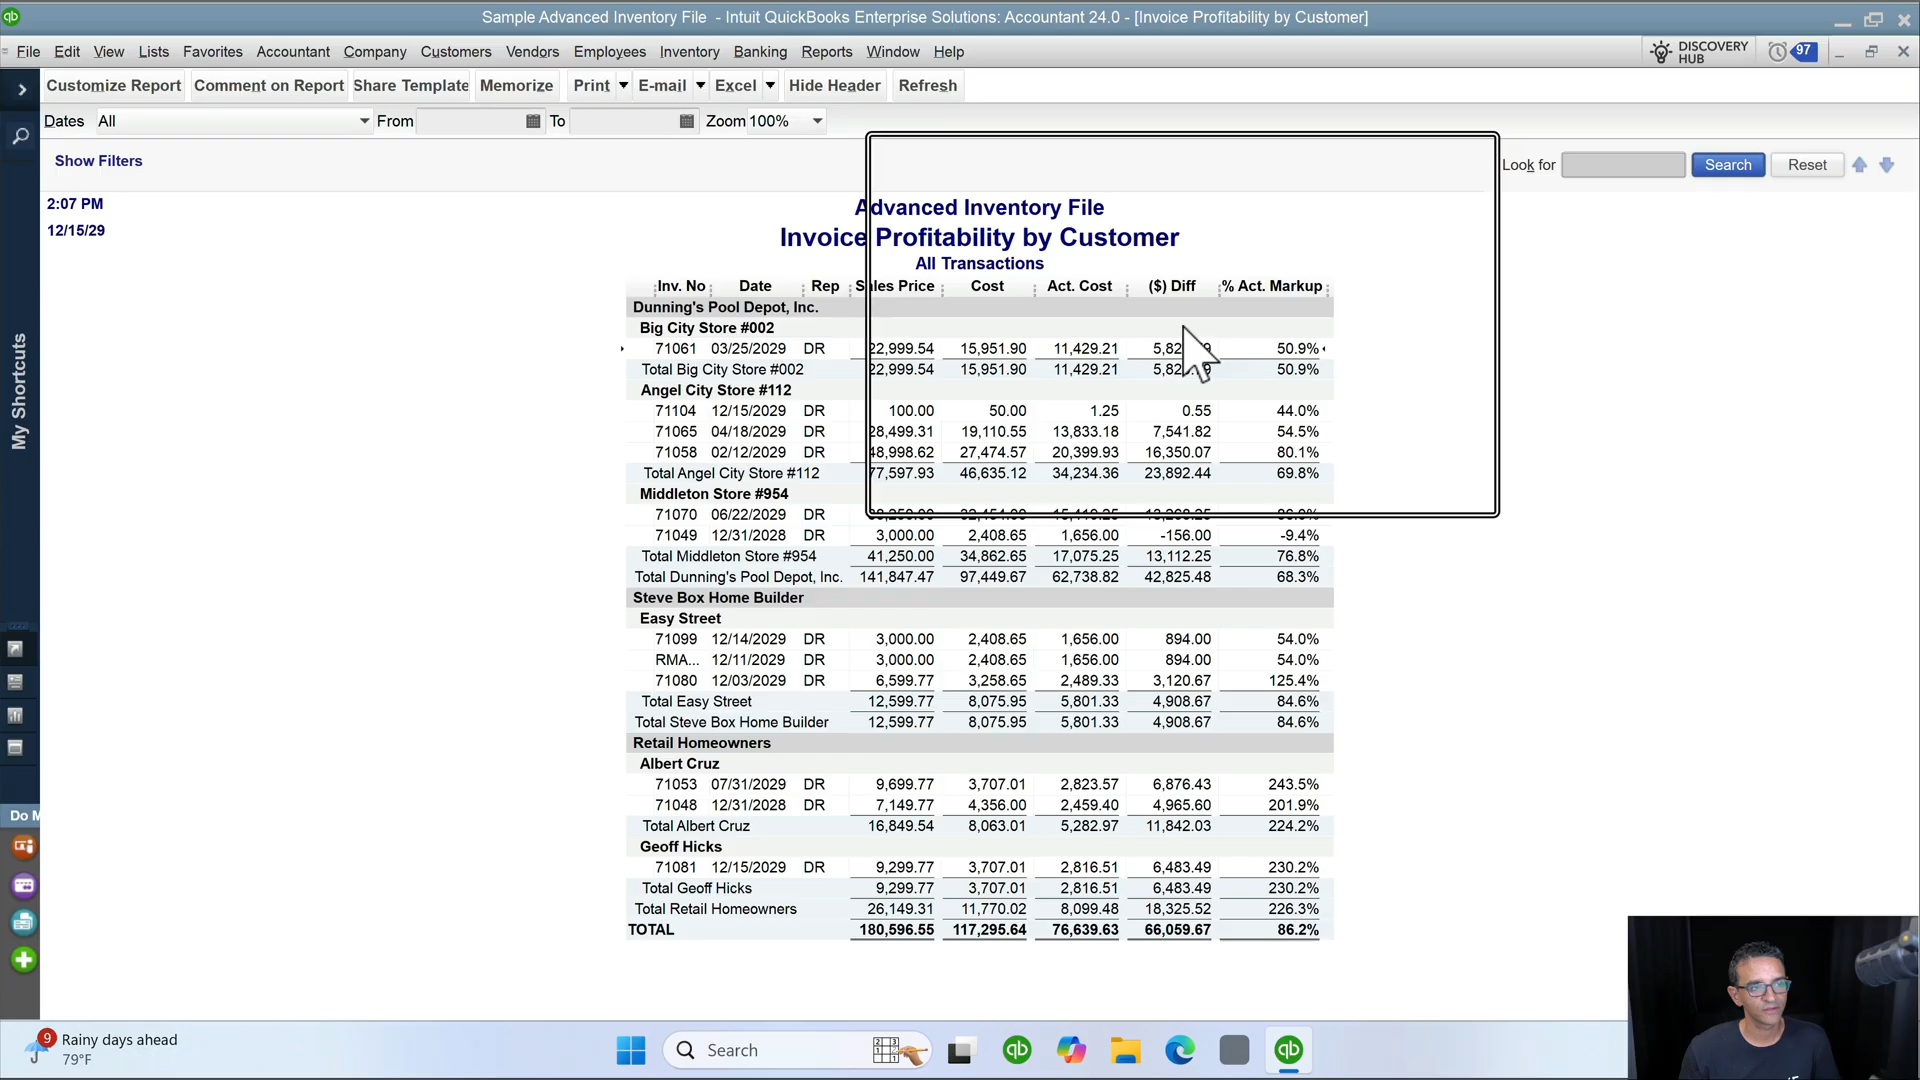 Sample Advanced Inventory File - Intuit QuickBooks Enterprise Solutions: Accountant 24.0 - [Invoice Profitability by Customer]
File Edit View Lists Favorites Accountant Company Customers Vendors Employees Inventory Banking Reports Window Help DISCOVERY HUB 97
Customize Report Comment on Report Share Template Memorize Print E-mail Excel Hide Header Refresh
Dates All From To Zoom 100%
Show Filters Look for Search Reset
2:07 PM Advanced Inventory File
12/15/29 Invoice Profitability by Customer
All Transactions
Inv. No Date Rep Sales Price Cost Act. Cost ($) Diff % Act. Markup
Dunning's Pool Depot, Inc.
Big City Store #002
71061 03/25/2029 DR 22,999.54 15,951.90 11,429.21 50.9%
Total Big City Store #002 22,999.54 15,951.90 11,429.21 50.9%
Angel City Store #112
71104 12/15/2029 DR 100.00 50.00 1.25 0.55 44.0%
71065 04/18/2029 DR 28,499.31 19,110.55 13,833.18 7,541.82 54.5%
71058 02/12/2029 DR 48,998.62 27,474.57 20,399.93 16,350.07 80.1%
Total Angel City Store #112 77,597.93 46,635.12 34,234.36 23,892.44 69.8%
Middleton Store #954
71070 06/22/2029 DR
71049 12/31/2028 DR 3,000.00 2,408.65 1,656.00 -156.00 -9.4%
Total Middleton Store #954 41,250.00 34,862.65 17,075.25 13,112.25 76.8%
Total Dunning's Pool Depot, Inc. 141,847.47 97,449.67 62,738.82 42,825.48 68.3%
Steve Box Home Builder
Easy Street
71099 12/14/2029 DR 3,000.00 2,408.65 1,656.00 894.00 54.0%
RMA... 12/11/2029 DR 3,000.00 2,408.65 1,656.00 894.00 54.0%
71080 12/03/2029 DR 6,599.77 3,258.65 2,489.33 3,120.67 125.4%
Total Easy Street 12,599.77 8,075.95 5,801.33 4,908.67 84.6%
Total Steve Box Home Builder 12,599.77 8,075.95 5,801.33 4,908.67 84.6%
Retail Homeowners
Albert Cruz
71053 07/31/2029 DR 9,699.77 3,707.01 2,823.57 6,876.43 243.5%
71048 12/31/2028 DR 7,149.77 4,356.00 2,459.40 4,965.60 201.9%
Total Albert Cruz 16,849.54 8,063.01 5,282.97 11,842.03 224.2%
Geoff Hicks
71081 12/15/2029 DR 9,299.77 3,707.01 2,816.51 6,483.49 230.2%
Total Geoff Hicks 9,299.77 3,707.01 2,816.51 6,483.49 230.2%
Total Retail Homeowners 26,149.31 11,770.02 8,099.48 18,325.52 226.3%
TOTAL 180,596.55 117,295.64 76,639.63 66,059.67 86.2%
My Shortcuts
Do M
9 Rainy days ahead
79°F
Search